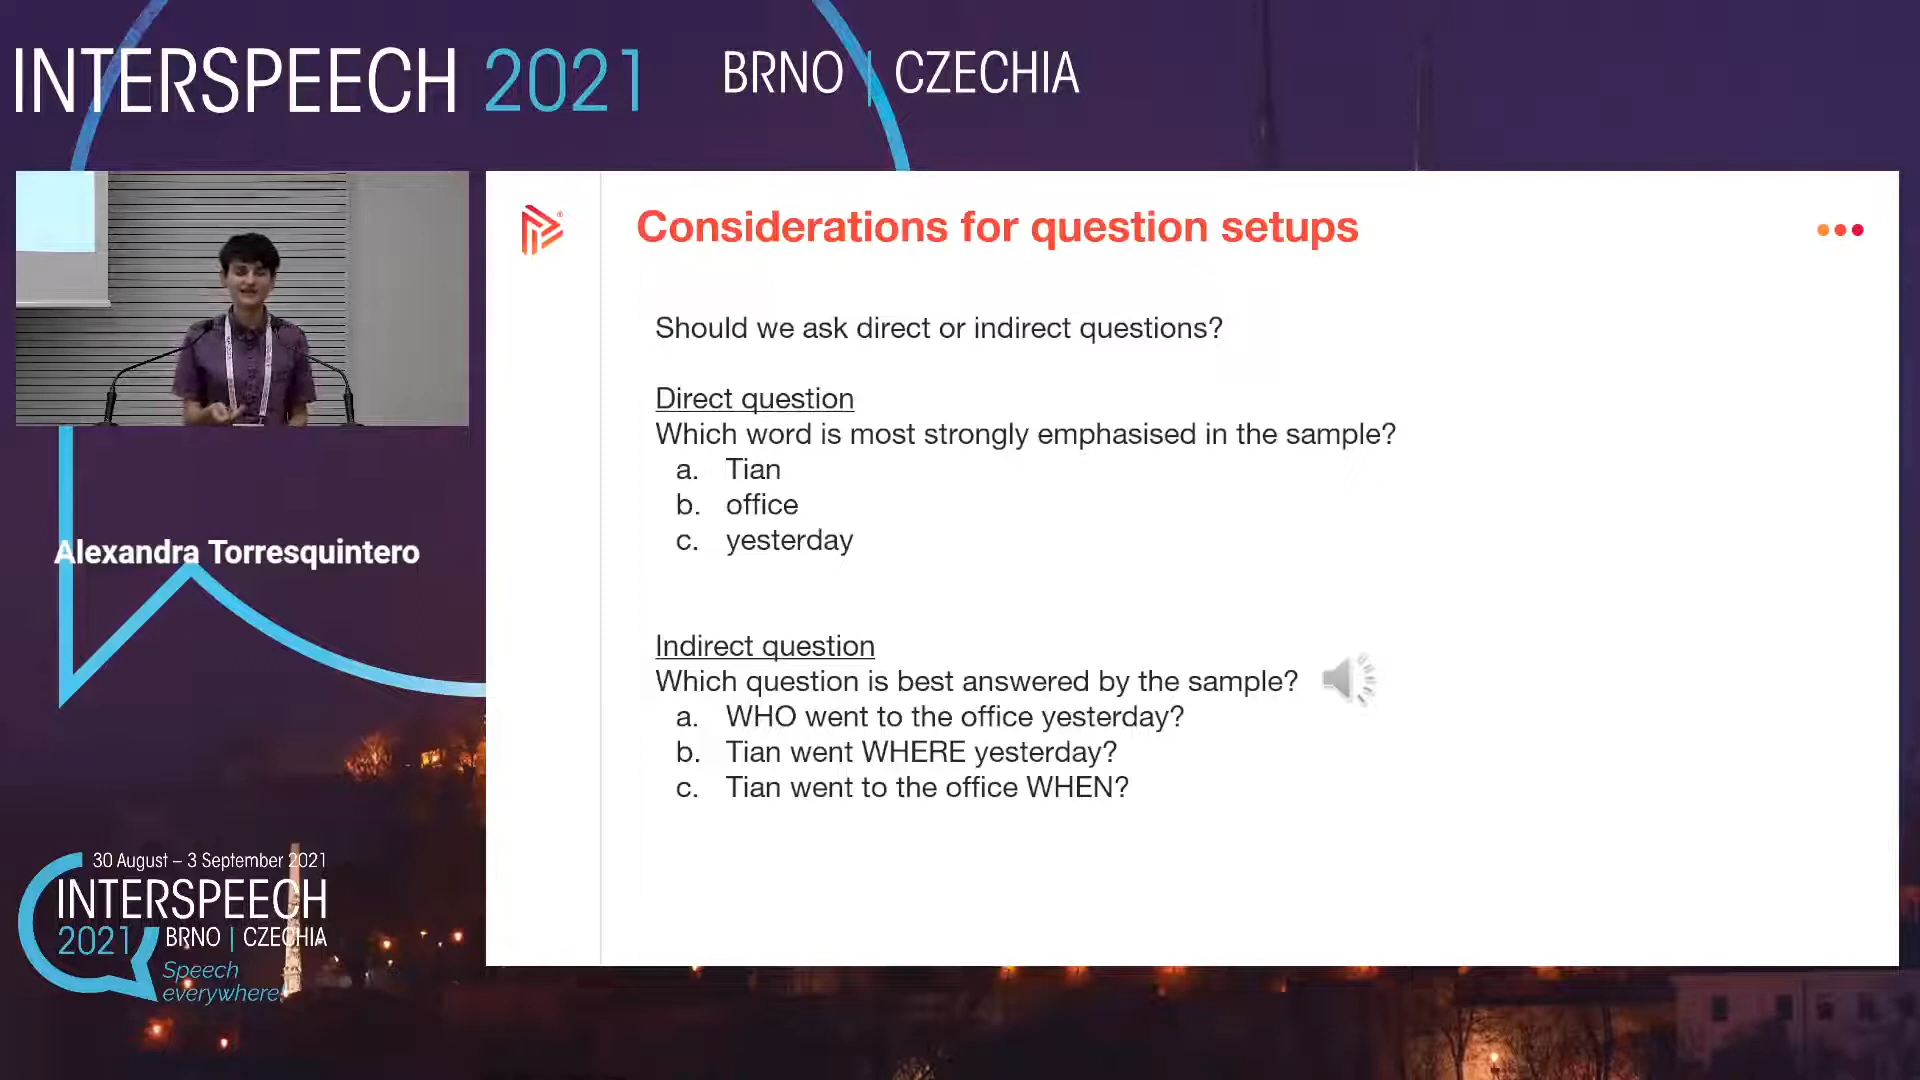 INTERSPEECH 2021 BRNO | CZECHIA
Considerations for question setups
Should we ask direct or indirect questions?
Direct question
Which word is most strongly emphasised in the sample?
a. Tian
b. office
c. yesterday
Indirect question
Which question is best answered by the sample?
a. WHO went to the office yesterday?
b. Tian went WHERE yesterday?
c. Tian went to the office WHEN?
Alexandra Torresquintero
30 August – 3 September 2021
INTERSPEECH
2021 BRNO | CZECHIA
Speech
everywhere!